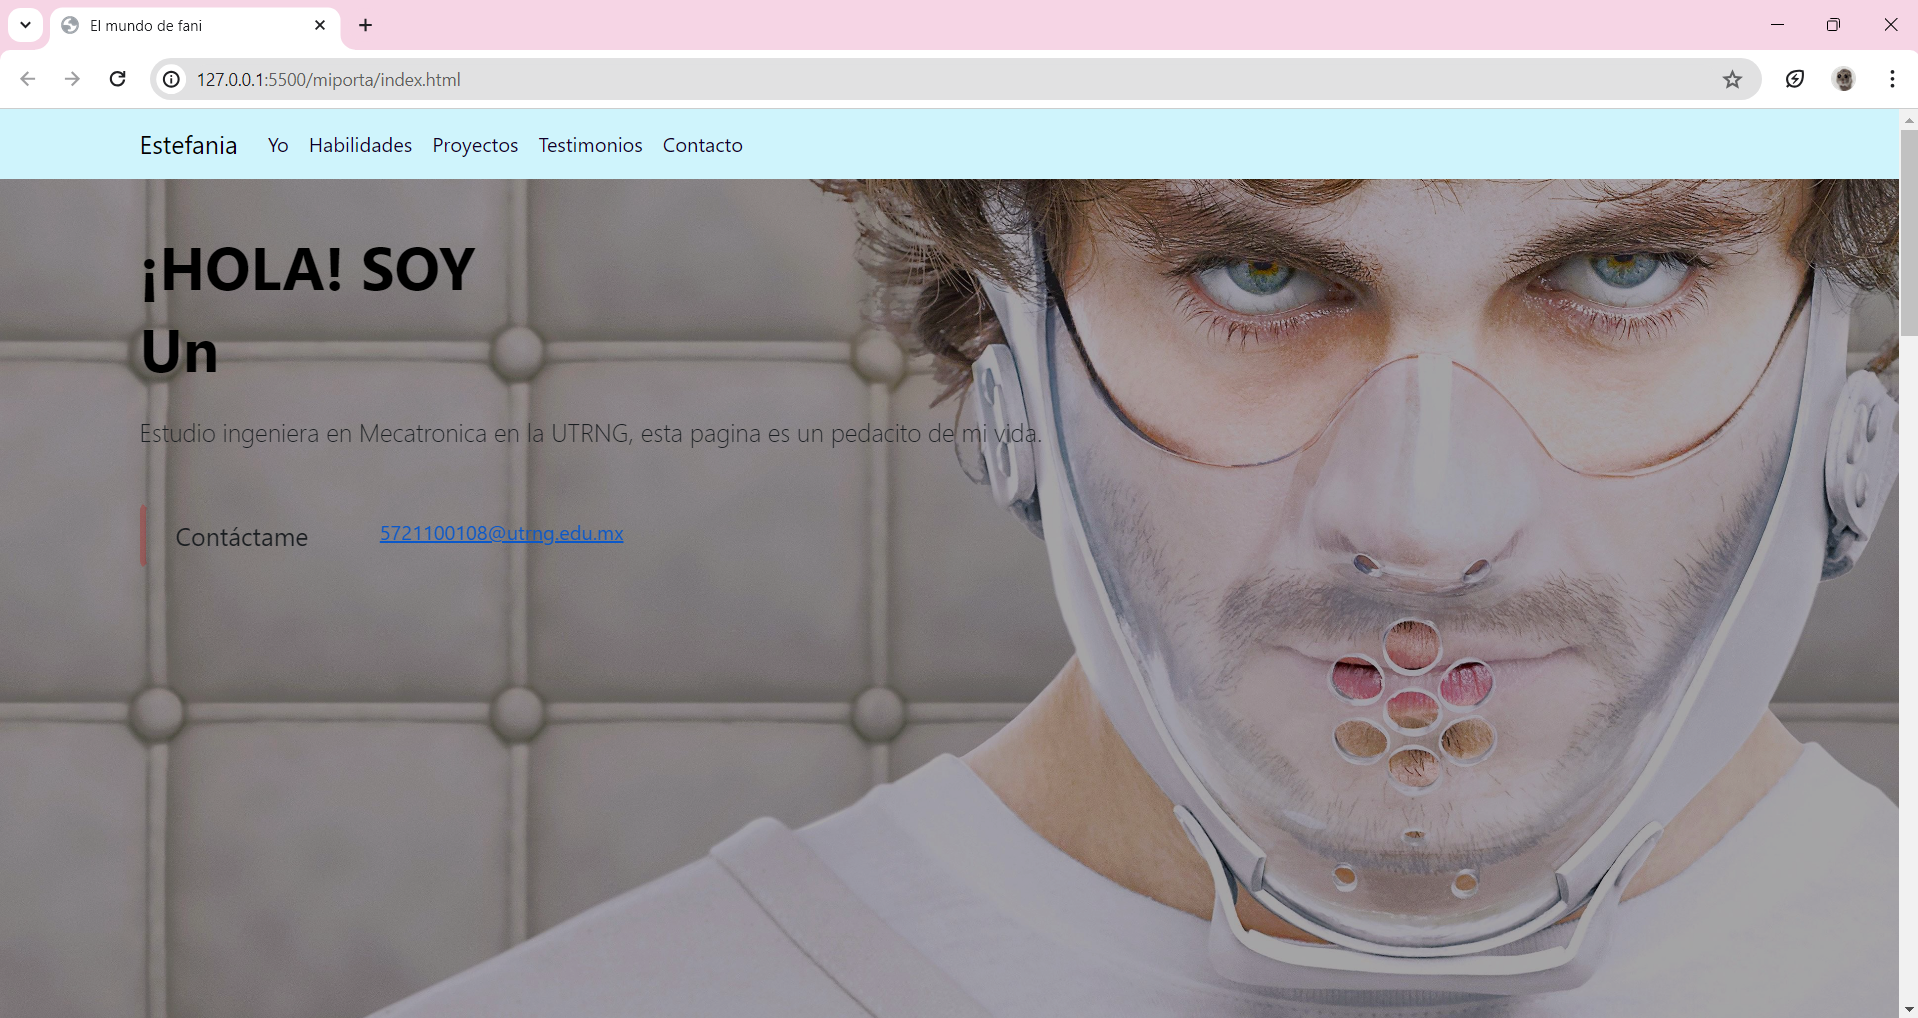 El mundo de fani
127.0.0.1:5500/miporta/index.html
Estefania Yo Habilidades Proyectos Testimonios Contacto
¡HOLA! SOY
Un
Estudio ingeniera en Mecatronica en la UTRNG, esta pagina es un pedacito de mi vida.
Contáctame 5721100108@utrng.edu.mx